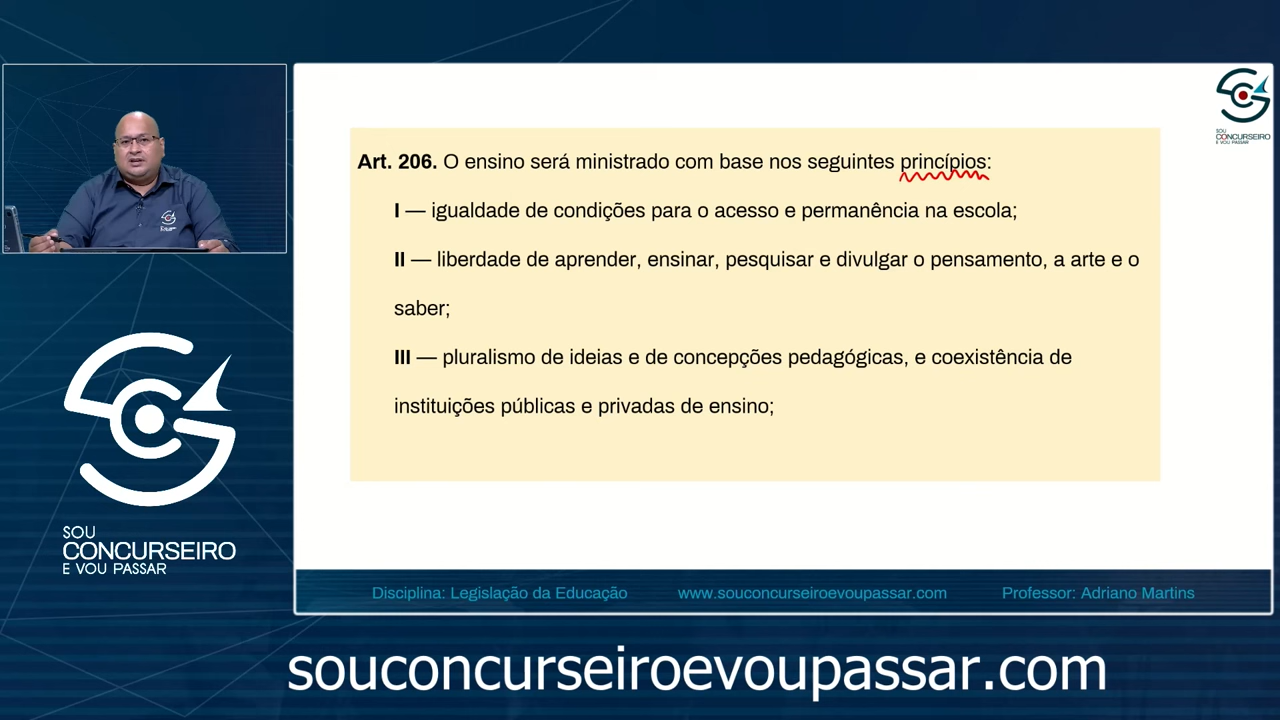 SOU
CONCURSEIRO
E VOU PASSAR
Art. 206. O ensino será ministrado com base nos seguintes princípios:
I — igualdade de condições para o acesso e permanência na escola;
II — liberdade de aprender, ensinar, pesquisar e divulgar o pensamento, a arte e o
saber;
III — pluralismo de ideias e de concepções pedagógicas, e coexistência de
instituições públicas e privadas de ensino;
SOU
CONCURSEIRO
E VOU PASSAR
Disciplina: Legislação da Educação www.souconcurseiroevoupassar.com Professor: Adriano Martins
souconcurseiroevoupassar.com